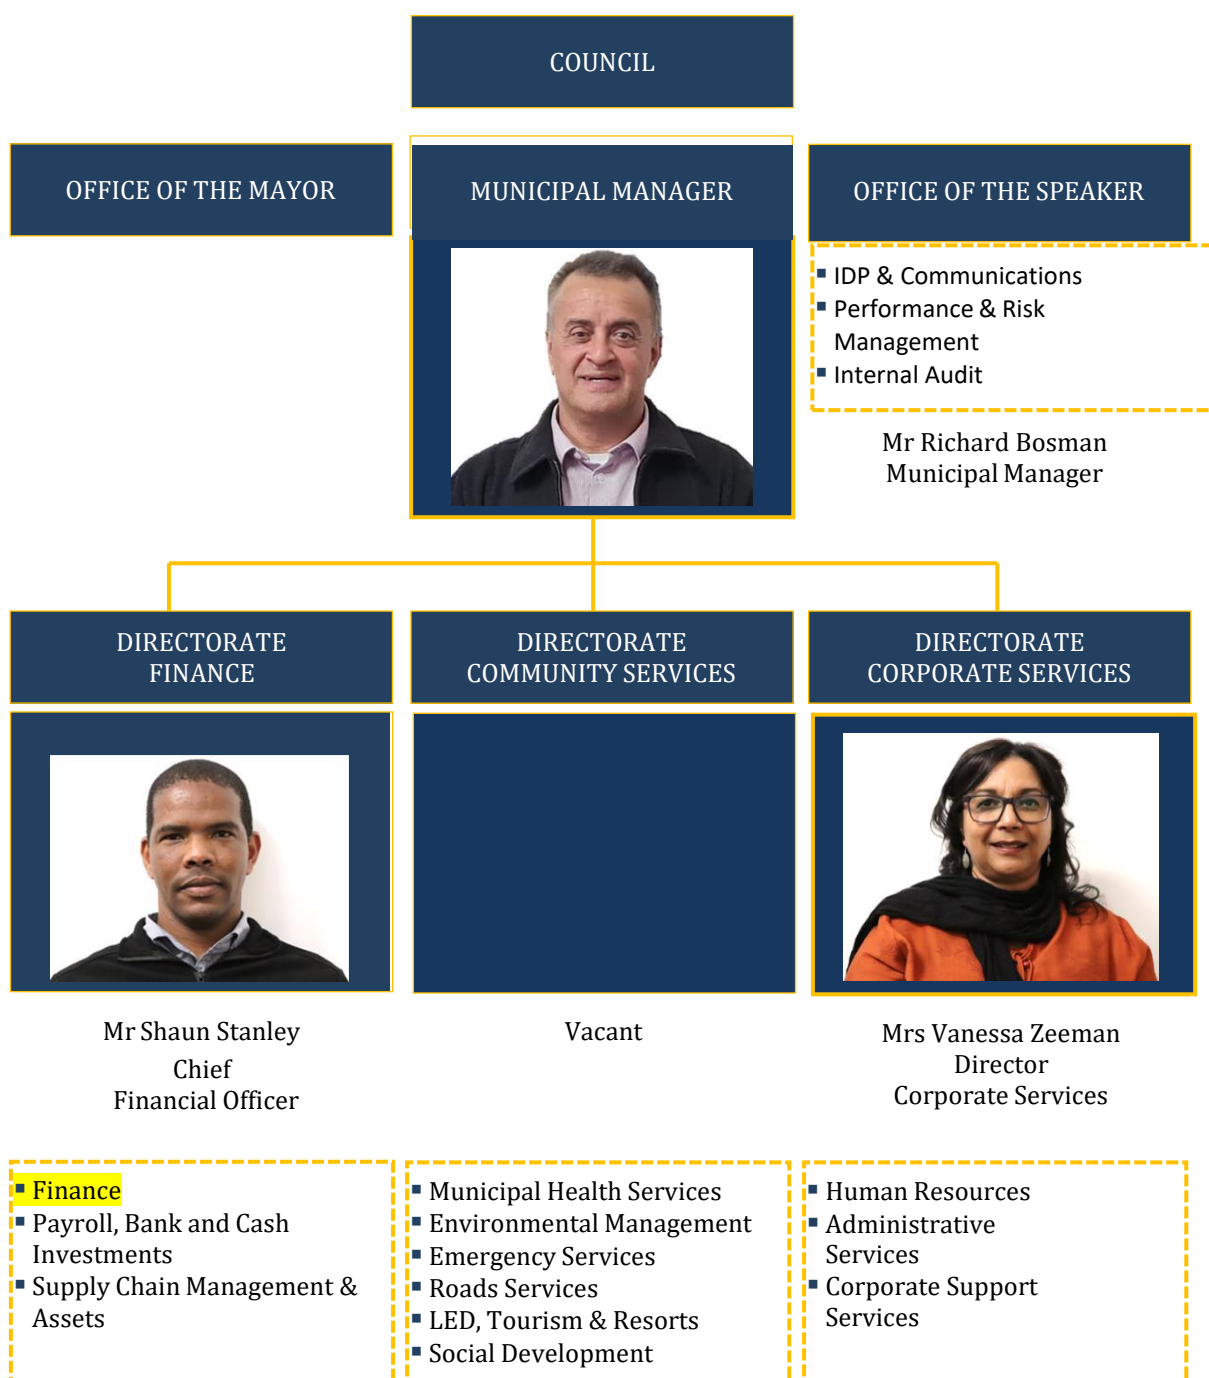 COUNCIL
OFFICE OF THE MAYOR
MUNICIPAL MANAGER
OFFICE OF THE SPEAKER
▪ IDP & Communications
▪ Performance & Risk
Management
▪ Internal Audit
Mr Richard Bosman
Municipal Manager
DIRECTORATE
FINANCE
DIRECTORATE
COMMUNITY SERVICES
DIRECTORATE
CORPORATE SERVICES
Mr Shaun Stanley
Chief
Financial Officer
Vacant
Mrs Vanessa Zeeman
Director
Corporate Services
▪ Finance
▪ Payroll, Bank and Cash
Investments
▪ Supply Chain Management &
Assets
▪ Municipal Health Services
▪ Environmental Management
▪ Emergency Services
▪ Roads Services
▪ LED, Tourism & Resorts
▪ Social Development
▪ Human Resources
▪ Administrative
Services
▪ Corporate Support
Services